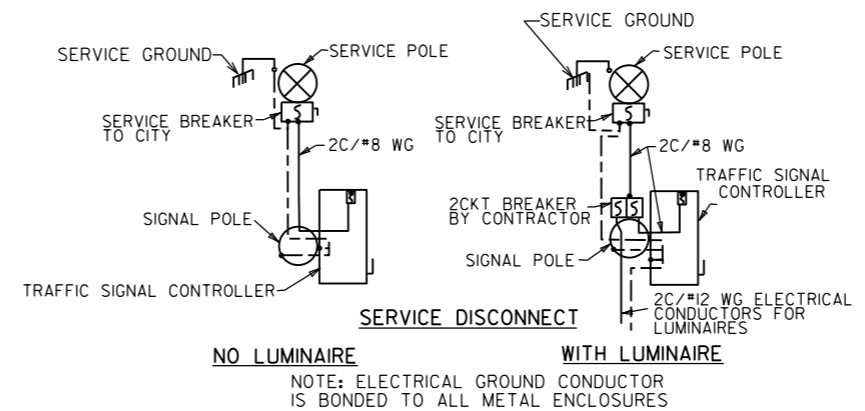 SERVICE GROUND
SERVICE POLE
SERVICE BREAKER
TO CITY
2C/#8 WG
SIGNAL POLE
TRAFFIC SIGNAL CONTROLLER
SERVICE GROUND
SERVICE POLE
SERVICE BREAKER
TO CITY
2C/#8 WG
TRAFFIC SIGNAL
CONTROLLER
2CKT BREAKER
BY CONTRACTOR
SIGNAL POLE
2C/#12 WG ELECTRICAL
CONDUCTORS FOR
LUMINAIRES
SERVICE DISCONNECT
NO LUMINAIRE
WITH LUMINAIRE
NOTE: ELECTRICAL GROUND CONDUCTOR
IS BONDED TO ALL METAL ENCLOSURES